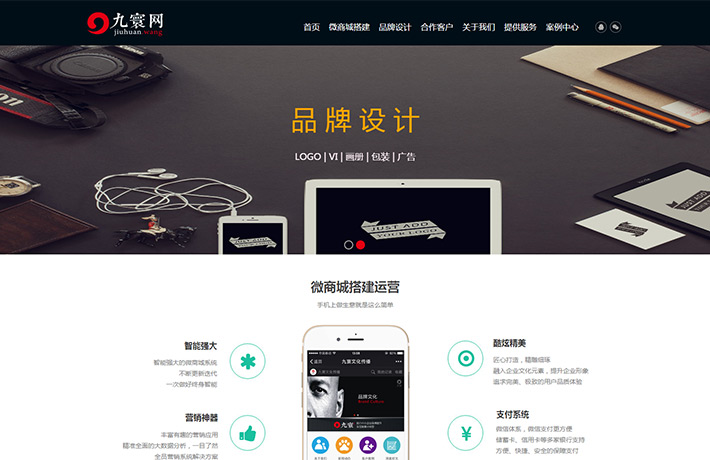 九寰网
jiuhuan.wang
首页 微商城搭建 品牌设计 合作客户 关于我们 提供服务 案例中心
品牌设计
LOGO | VI | 画册 | 包装 | 广告
JUST ADD
YOUR LOGO
JUST ADD
YOUR LOGO
JUST ADD
YOUR LOGO
微商城搭建运营
手机上做生意就是这么简单
智能强大
智能强大的微商城系统
不断更新迭代
一次做好终身智能
营销神器
丰富有趣的营销应用
精准全面的大数据分析，一目了然
全员营销系统解决方案
九寰文化传播
品牌文化
九寰
酷炫精美
匠心打造，精雕细琢
融入企业文化元素，提升企业形象
追求完美、极致的用户品质体验
支付系统
微信体系，微信支付更方便
储蓄卡、信用卡等多家银行支持
方便、快捷、安全的保障支付